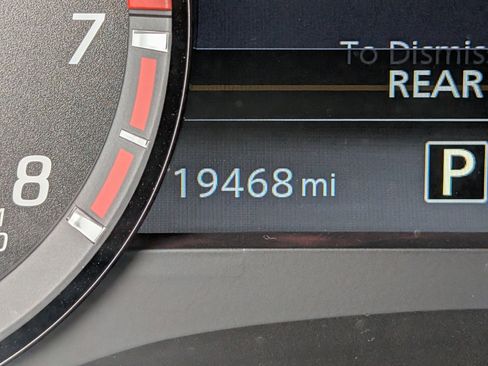 7
To Dismiss
REAR
19468 mi
P
8